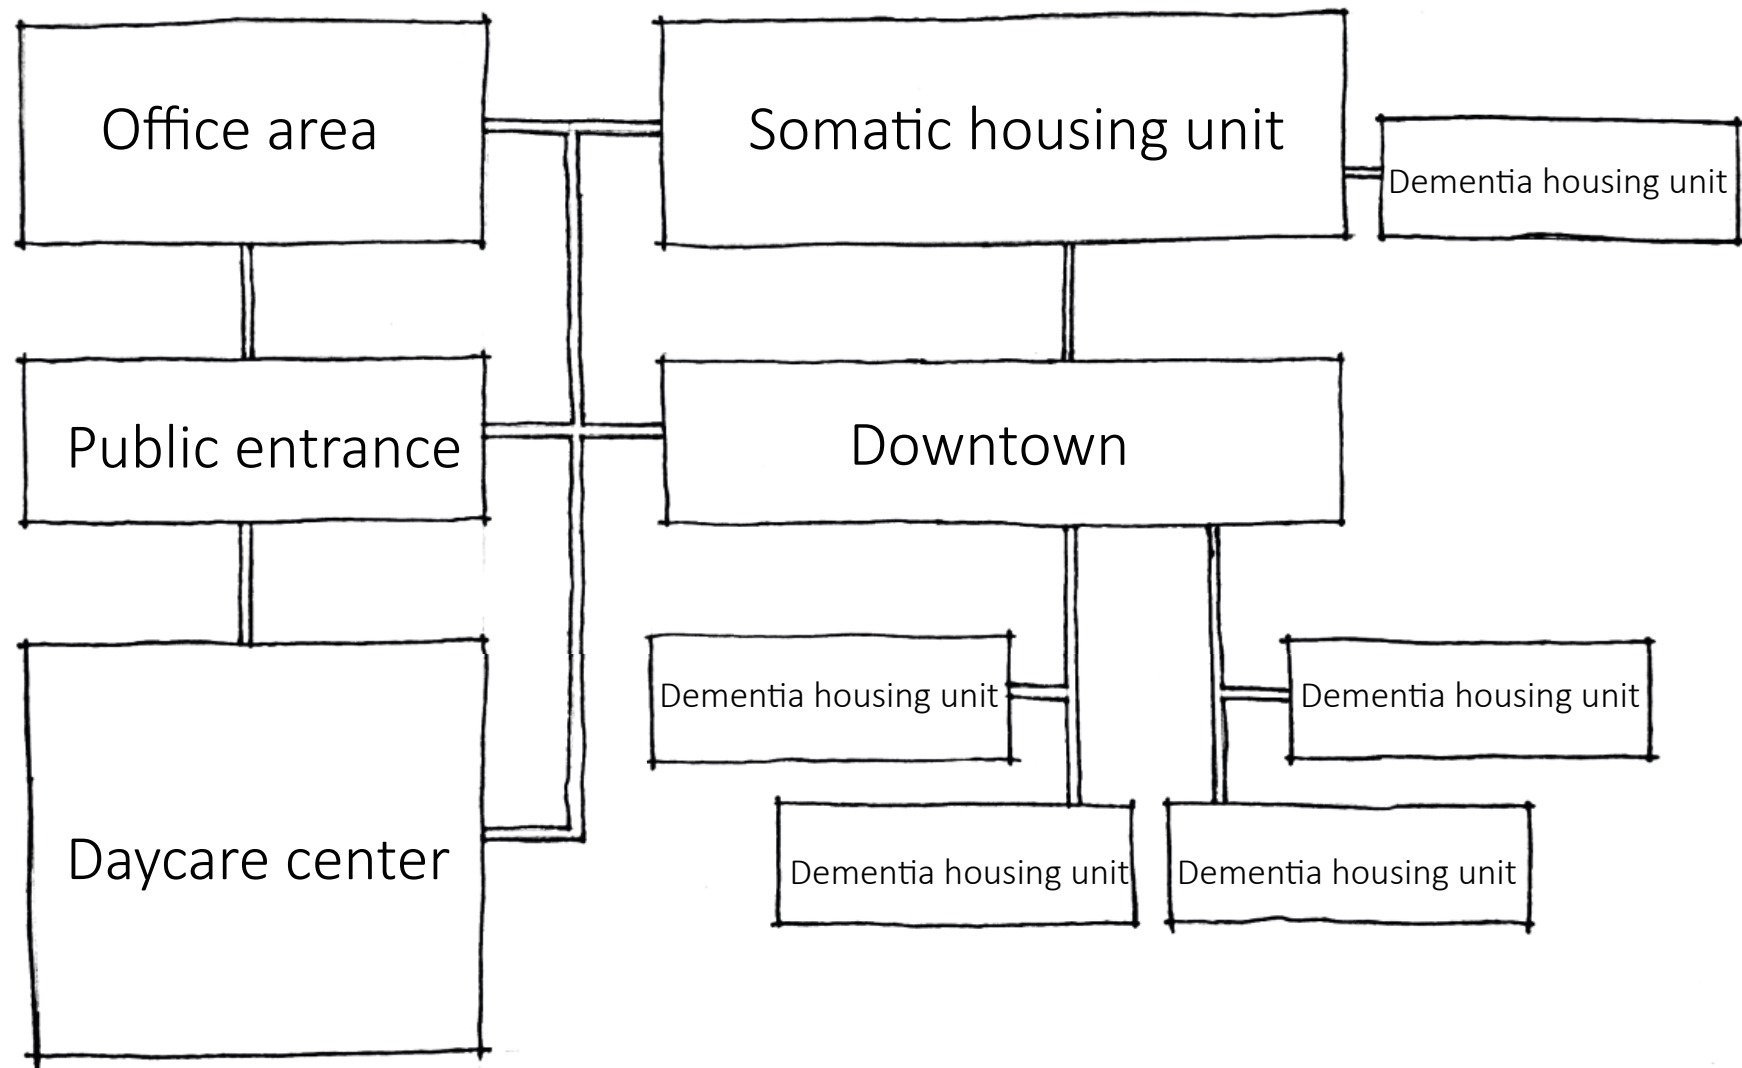 Office area
Somatic housing unit
Dementia housing unit
Public entrance
Downtown
Dementia housing unit
Dementia housing unit
Daycare center
Dementia housing unit
Dementia housing unit